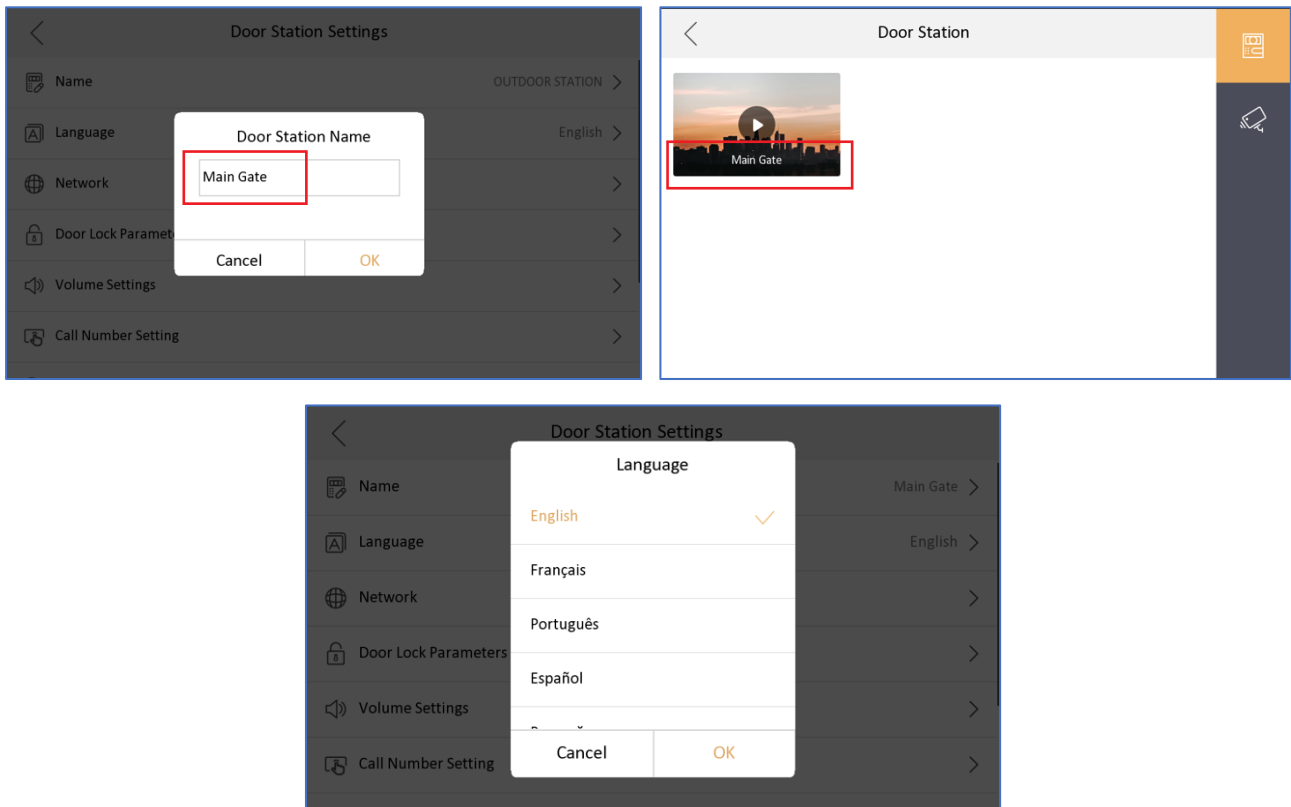 Door Station Settings
Name
OUTDOOR STATION
Language
English
Network
Door Lock Paramet
Volume Settings
Call Number Setting
Door Station Name
Main Gate
Cancel
OK
Door Station
Main Gate
Door Station Settings
Name
Main Gate
Language
English
Network
Door Lock Parameters
Volume Settings
Call Number Setting
Language
English
Français
Português
Español
Cancel
OK